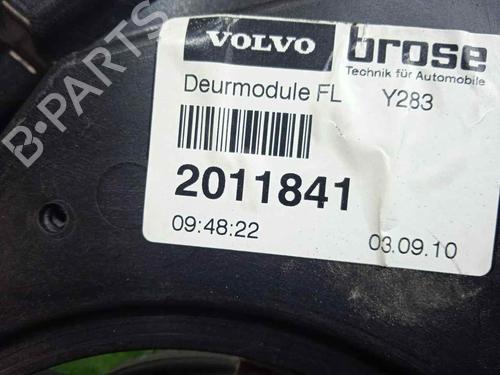 VOLVO
brose
Technik für Automobile
Deurmodule FL Y283
2011841
09:48:22 03.09.10
B-PARTS